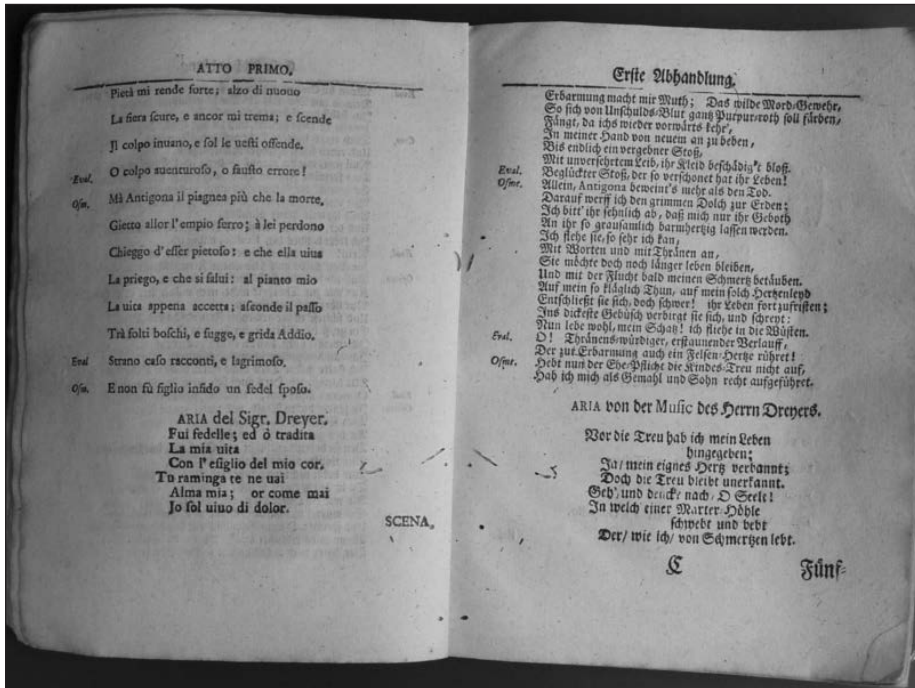 ATTO PRIMO.
Pietà mi rende forte; alzo di nuouo
La fiera scure, e ancor mi trema; e scende
Jl colpo inuano, e sol le uesti offende.
Eval. O colpo auenturoso, o fausto errore!
Osm. Mà Antigona il piagnea più che la morte,
Gietto allor l'empio ferro; à lei perdono
Chieggo d'esser pietoso: e che ella uiua
La priego, e che si salui: al pianto mio
La uita appena accetta; asconde il passo
Trà folti boschi, e fugge, e grida Addio.
Eval Strano caso racconti, e lagrimoso.
Osm. E non fù figlio infido un fedel sposo.
ARIA del Sigr. Dreyer.
Fui fedelle; ed ò tradita
La mia uita
Con l'esiglio del mio cor.
Tu raminga te ne uai
Alma mia; or come mai
Jo sol uiuo di dolor.
SCENA.
Erste Abhandlung.
Erbarmung macht mir Muth; Das wilde Mord-Gewehr,
So sich von Unschulds-Blut gantz Purpur-roth soll färben,
Fängt, da ichs wieder vorwärts kehr',
In meiner Hand von neuem an zu beben,
Bis endlich ein vergebner Stoß,
Mit unversehrtem Leib, ihr Kleid beschädig't bloß.
Eval. Beglückter Stoß, der so verschonet hat ihr Leben!
Osmt. Allein, Antigona beweint's mehr als den Tod.
Darauf werff ich den grimmen Dolch zur Erden;
Ich bitt' ihr sehnlich ab, daß mich nur ihr Geboth
An ihr so grausamlich barmhertzig lassen werden.
Ich flehe sie, so sehr ich kan,
Mit Worten und mit Thränen an,
Sie möchte doch noch länger leben bleiben,
Und mit der Flucht bald meinen Schmertz betäuben.
Auf mein so kläglich Thun, auf mein solch Hertzenleyd
Entschließt sie sich, doch schwer! ihr Leben fortzufristen;
Ins dickeste Gebüsch verbirgt sie sich, und schreyt:
Nun lebe wohl, mein Schatz! ich fliehe in die Wüsten.
Eval. O! Thränens-würdiger, erstaunender Verlauff,
Der zur Erbarmung auch ein Felsen-Hertze rühret!
Osmt. Hebt nun der Ehe-Pflicht die Kindes-Treu nicht auf,
Hab ich mich als Gemahl und Sohn recht aufgeführet.
ARIA von der Music des Herrn Dreyers.
Vor die Treu hab ich mein Leben
hingegeben;
Ja/ mein eignes Hertz verbannt;
Doch die Treu bleibt unerkannt.
Geh', und dencke nach, O Seele!
In welch einer Marter-Höhle
schwebt und bebt
Der/ wie ich/ von Schmertzen lebt.
C Fünf-